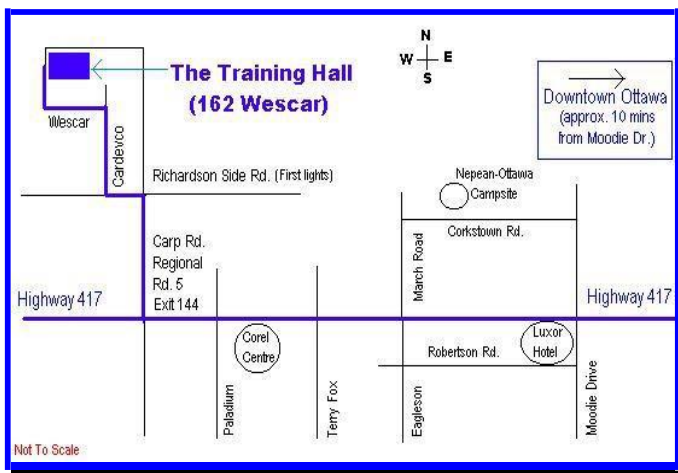 N
W E
S
The Training Hall
(162 Wescar)
Downtown Ottawa
(approx. 10 mins
from Moodie Dr.)
Wescar
Cardevco
Richardson Side Rd. (First lights)
Nepean-Ottawa
Campsite
Corkstown Rd.
March Road
Carp Rd.
Regional
Rd. 5
Exit 144
Highway 417
Highway 417
Corel
Centre
Luxor
Hotel
Robertson Rd.
Paladium
Terry Fox
Eagleson
Moodie Drive
Not To Scale